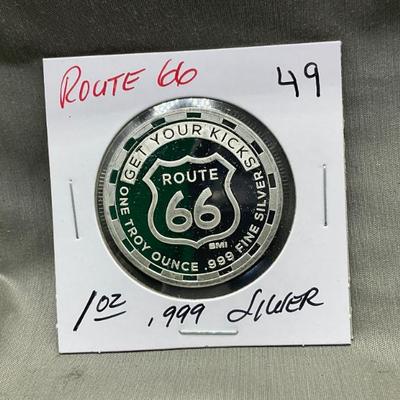 ROUTE 66
49
GET YOUR KICKS
ROUTE
66
SMI
ONE TROY OUNCE .999 FINE SILVER
1oz .999 SILVER